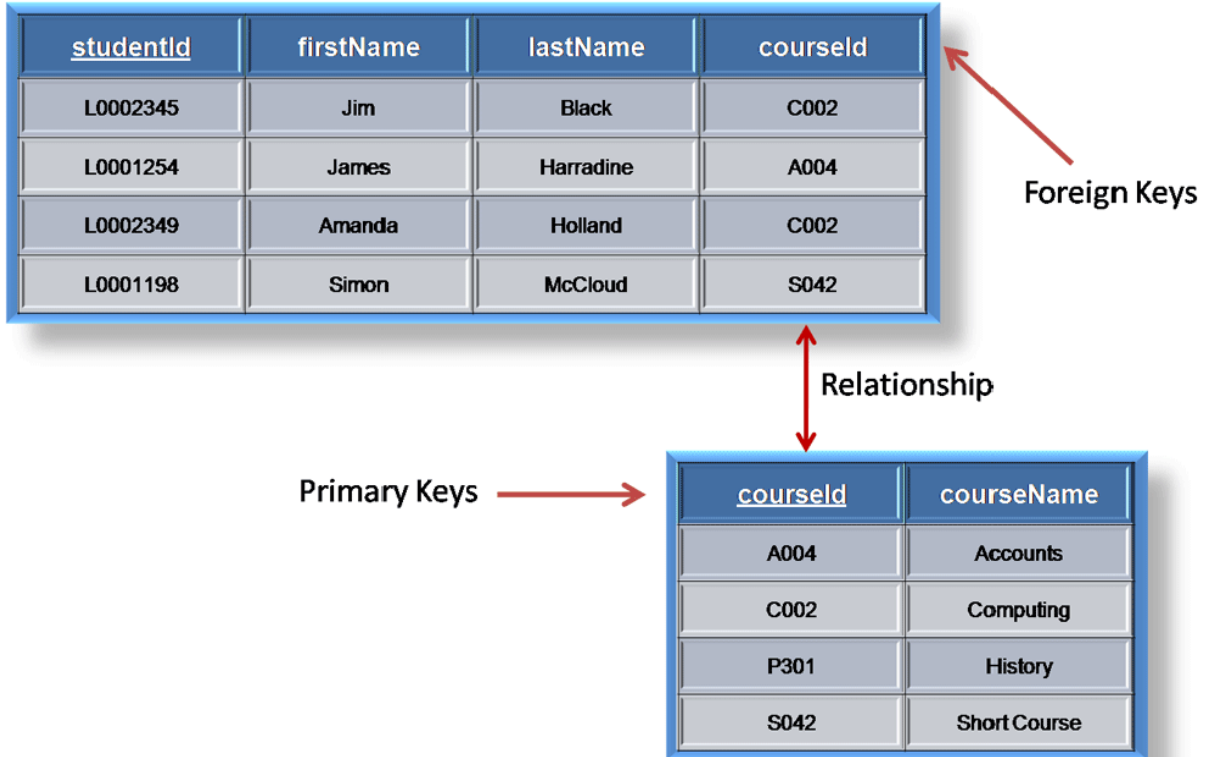 studentId firstName lastName courseId
L0002345 Jim Black C002
L0001254 James Harradine A004
L0002349 Amanda Holland C002
L0001198 Simon McCloud S042
Foreign Keys
Relationship
Primary Keys
courseId courseName
A004 Accounts
C002 Computing
P301 History
S042 Short Course